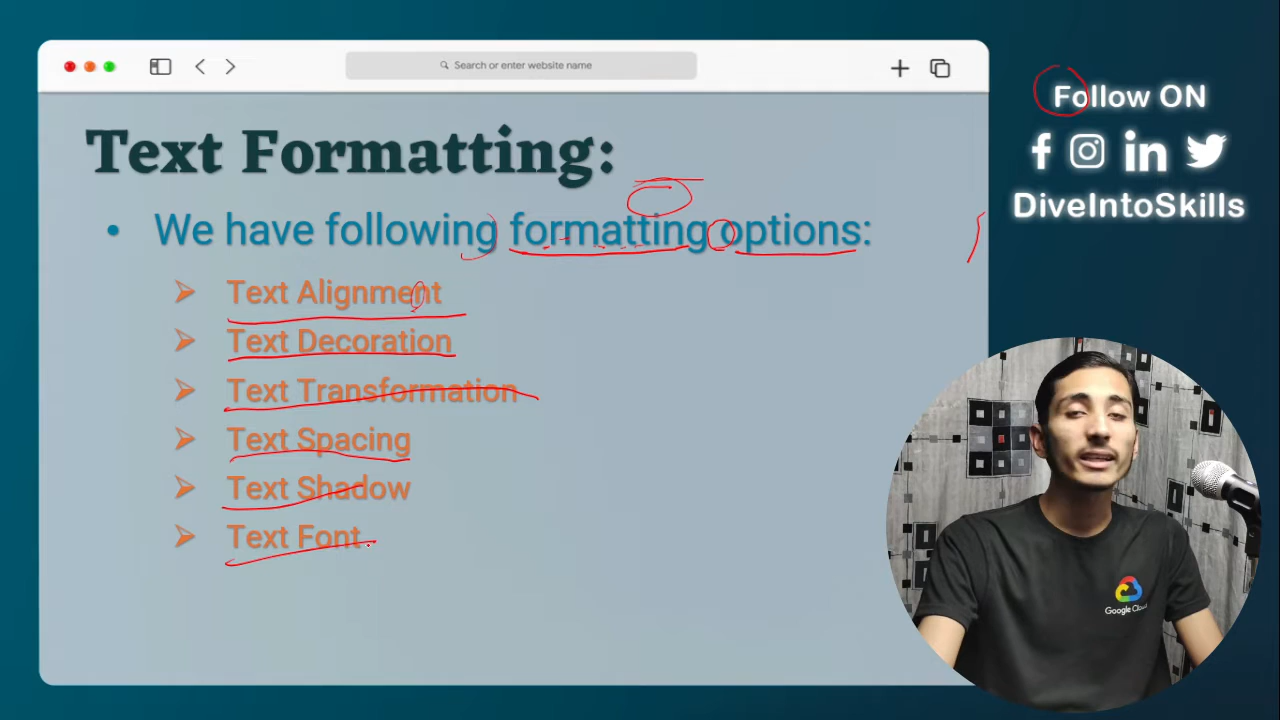 Search or enter website name
Follow ON
DiveIntoSkills
Text Formatting:
• We have following formatting options:
➢ Text Alignment
➢ Text Decoration
➢ Text Transformation
➢ Text Spacing
➢ Text Shadow
➢ Text Font
Google Cloud